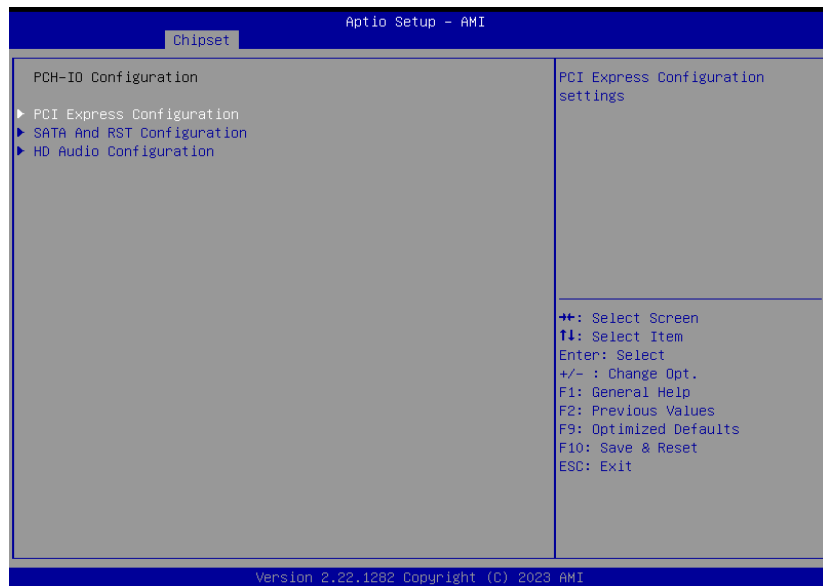 Aptio Setup - AMI
Chipset
PCH-IO Configuration
▶ PCI Express Configuration
▶ SATA And RST Configuration
▶ HD Audio Configuration
PCI Express Configuration
settings
→←: Select Screen
↑↓: Select Item
Enter: Select
+/- : Change Opt.
F1: General Help
F2: Previous Values
F9: Optimized Defaults
F10: Save & Reset
ESC: Exit
Version 2.22.1282 Copyright (C) 2023 AMI